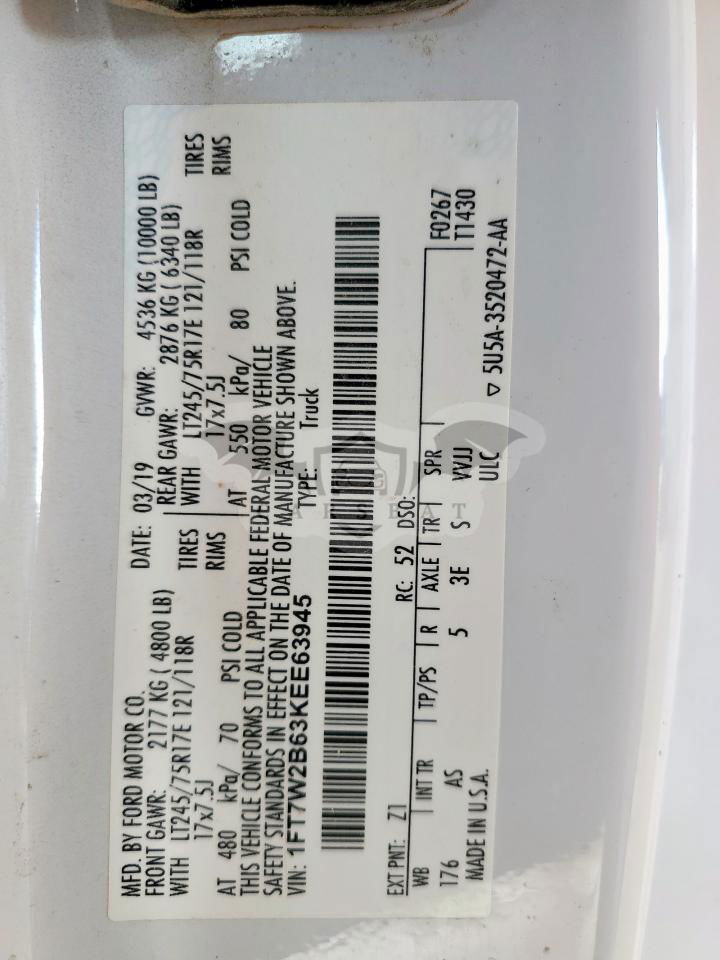 MFD. BY FORD MOTOR CO.
DATE: 03/19 GVWR: 4536 KG (10000 LB)
FRONT GAWR: 2177 KG ( 4800 LB) REAR GAWR: 2876 KG ( 6340 LB)
WITH LT245/75R17E 121/118R TIRES WITH LT245/75R17E 121/118R TIRES
17x7.5J RIMS 17x7.5J RIMS
AT 480 kPa/ 70 PSI COLD AT 550 kPa/ 80 PSI COLD
THIS VEHICLE CONFORMS TO ALL APPLICABLE FEDERAL MOTOR VEHICLE
SAFETY STANDARDS IN EFFECT ON THE DATE OF MANUFACTURE SHOWN ABOVE.
VIN: 1FT7W2B63KEE63945 TYPE: Truck
EXT PNT: Z1 RC: 52 DSO:
WB INT TR TP/PS R AXLE TR SPR F0267
176 AS 5 3E S VVJJ T1430
MADE IN U.S.A. ULC
▽ 5U5A-3520472-AA